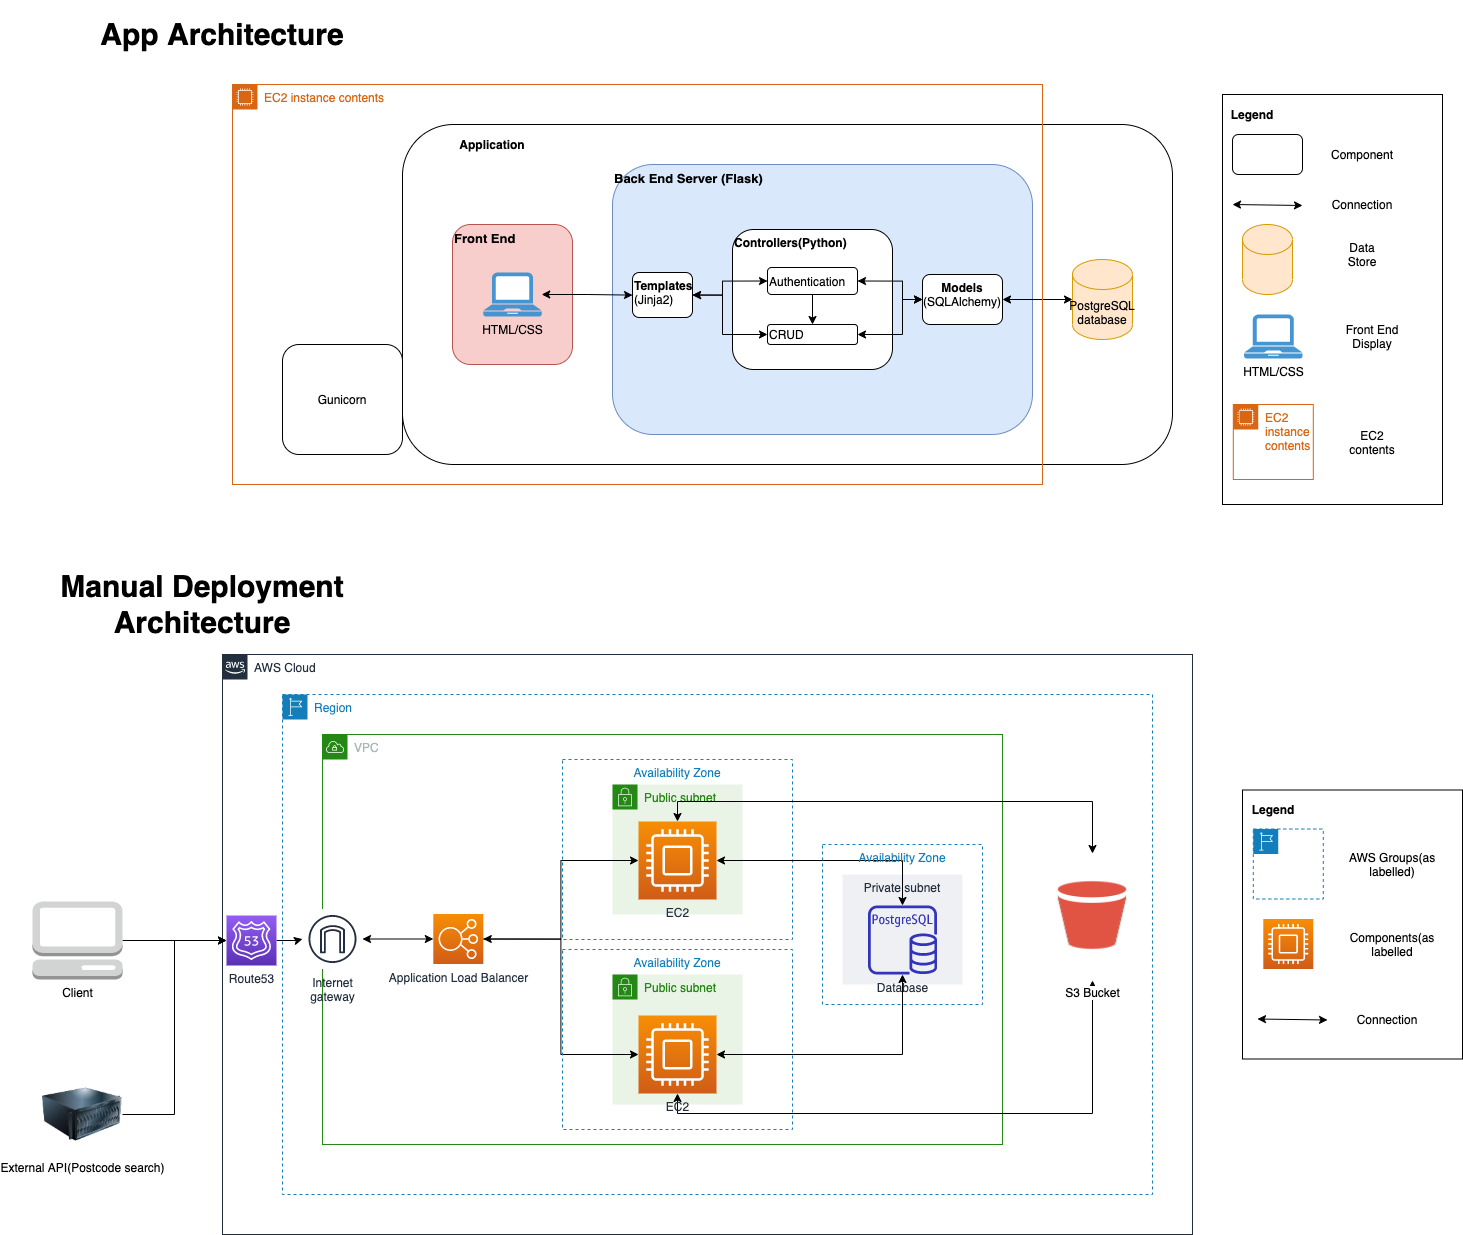 App Architecture
EC2 instance contents
Application
Back End Server (Flask)
Front End
HTML/CSS
Templates
(Jinja2)
Controllers(Python)
Authentication
CRUD
Models
(SQLAlchemy)
PostgreSQL
database
Gunicorn
Legend
Component
Connection
Data
Store
Front End
Display
HTML/CSS
EC2
instance
contents
EC2
contents
Manual Deployment
Architecture
aws
AWS Cloud
Region
VPC
Availability Zone
Public subnet
EC2
Availability Zone
Private subnet
PostgreSQL
Database
Availability Zone
Public subnet
EC2
Client
53
Route53
Internet
gateway
Application Load Balancer
S3 Bucket
External API(Postcode search)
Legend
AWS Groups(as
labelled)
Components(as
labelled
Connection